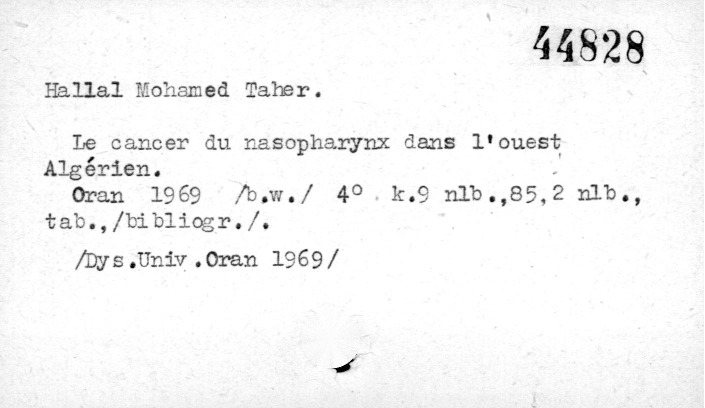 44828
Hallal Mohamed Taher.
Le cancer du nasopharynx dans l'ouest
Algérien.
Oran 1969 /b.w./ 4° k.9 nlb.,85,2 nlb.,
tab.,/bibliogr./.
/Dys.Univ.Oran 1969/